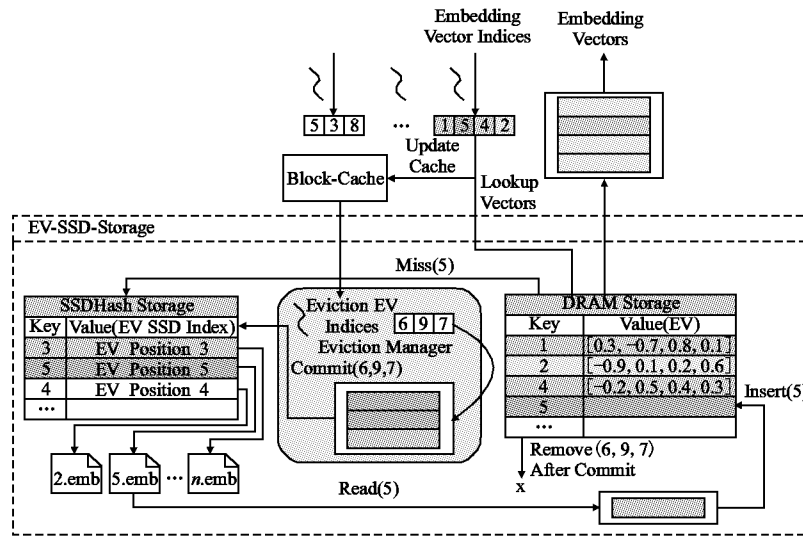 Embedding
Vector Indices
Embedding
Vectors
5 3 8
...
1 5 4 2
Update
Cache
Block-Cache
Lookup
Vectors
EV-SSD-Storage
Miss(5)
SSDHash Storage
Key Value(EV SSD Index)
3 EV Position 3
5 EV Position 5
4 EV Position 4
...
Eviction EV
Indices
6 9 7
Eviction Manager
Commit(6,9,7)
DRAM Storage
Key Value(EV)
1 [0.3, -0.7, 0.8, 0.1]
2 [-0.9, 0.1, 0.2, 0.6]
4 [-0.2, 0.5, 0.4, 0.3]
5
...
Insert(5)
Remove (6, 9, 7)
After Commit
x
2.emb 5.emb ... n.emb
Read(5)